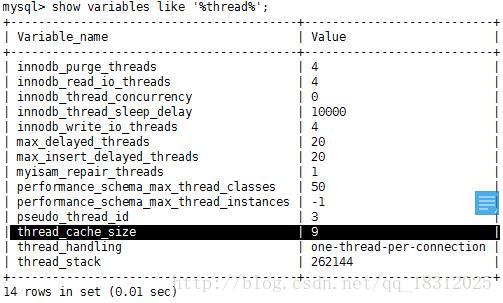 mysql> show variables like '%thread%';
+------------------------------------------+---------------------------+
| Variable_name | Value |
+------------------------------------------+---------------------------+
| innodb_purge_threads | 4 |
| innodb_read_io_threads | 4 |
| innodb_thread_concurrency | 0 |
| innodb_thread_sleep_delay | 10000 |
| innodb_write_io_threads | 4 |
| max_delayed_threads | 20 |
| max_insert_delayed_threads | 20 |
| myisam_repair_threads | 1 |
| performance_schema_max_thread_classes | 50 |
| performance_schema_max_thread_instances | -1 |
| pseudo_thread_id | 3 |
| thread_cache_size | 9 |
| thread_handling | one-thread-per-connection |
| thread_stack | 262144 |
+------------------------------------------+---------------------------+
14 rows in set (0.01 sec)
http://blog.csdn.net/qq_18312025